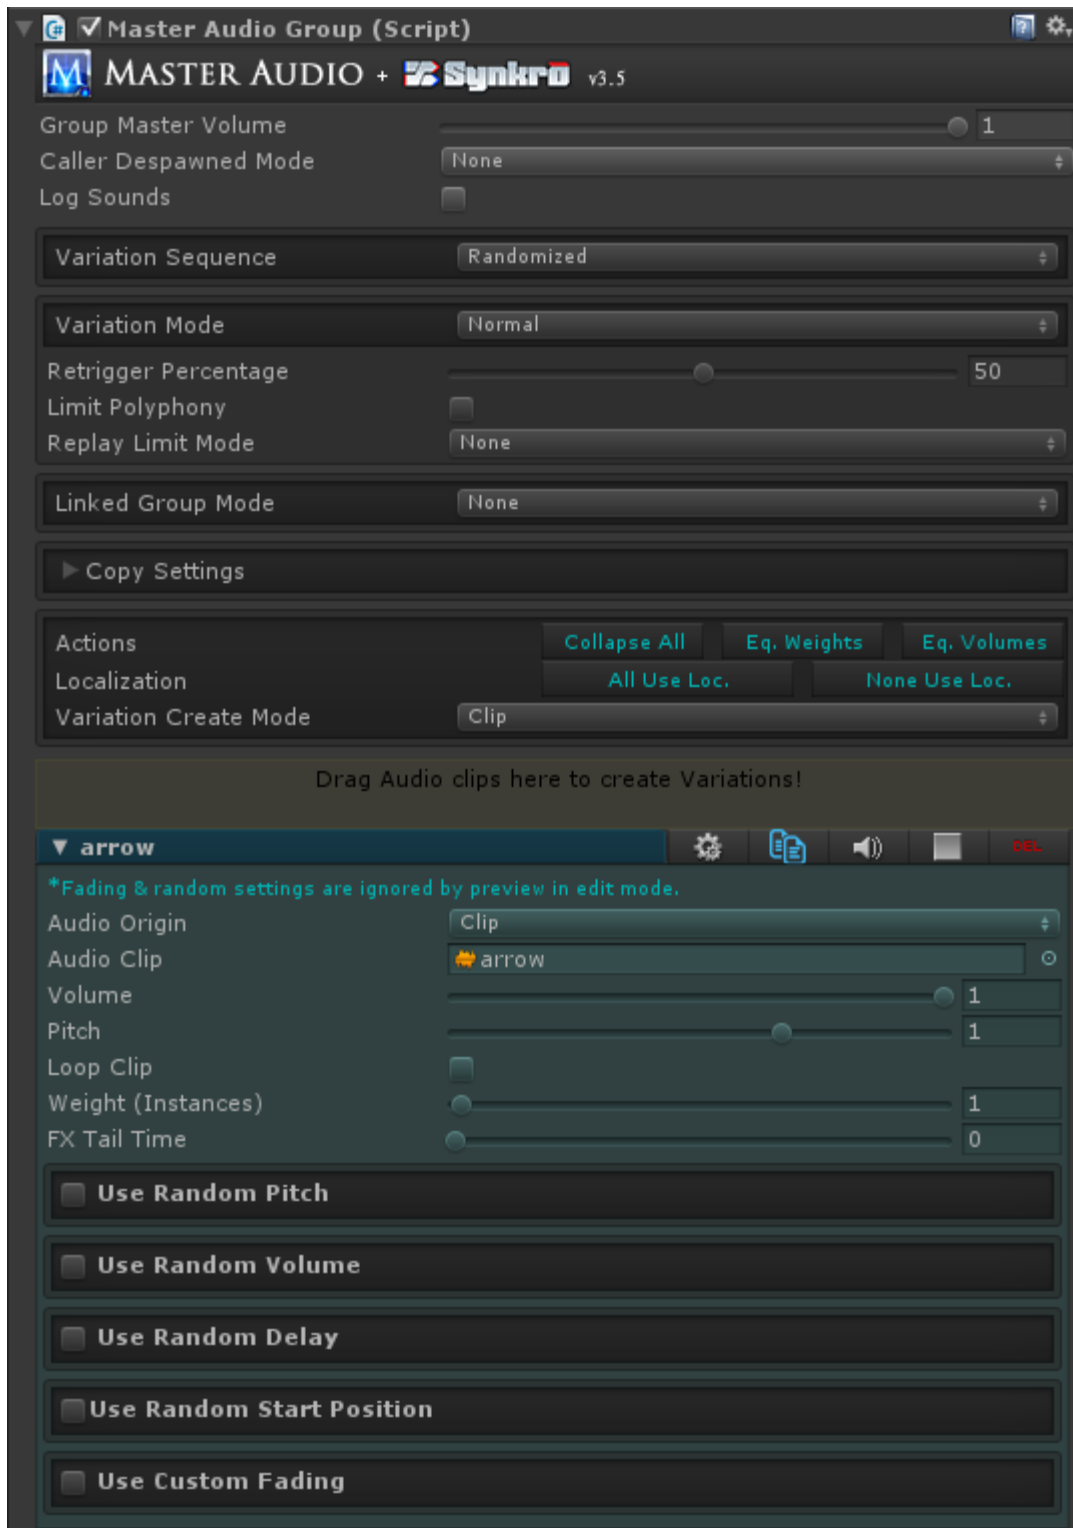 Master Audio Group (Script)
MASTER AUDIO + Synkro v3.5
Group Master Volume 1
Caller Despawned Mode None
Log Sounds
Variation Sequence Randomized
Variation Mode Normal
Retrigger Percentage 50
Limit Polyphony
Replay Limit Mode None
Linked Group Mode None
Copy Settings
Actions Collapse All Eq. Weights Eq. Volumes
Localization All Use Loc. None Use Loc.
Variation Create Mode Clip
Drag Audio clips here to create Variations!
arrow DEL
*Fading & random settings are ignored by preview in edit mode.
Audio Origin Clip
Audio Clip arrow
Volume 1
Pitch 1
Loop Clip
Weight (Instances) 1
FX Tail Time 0
Use Random Pitch
Use Random Volume
Use Random Delay
Use Random Start Position
Use Custom Fading